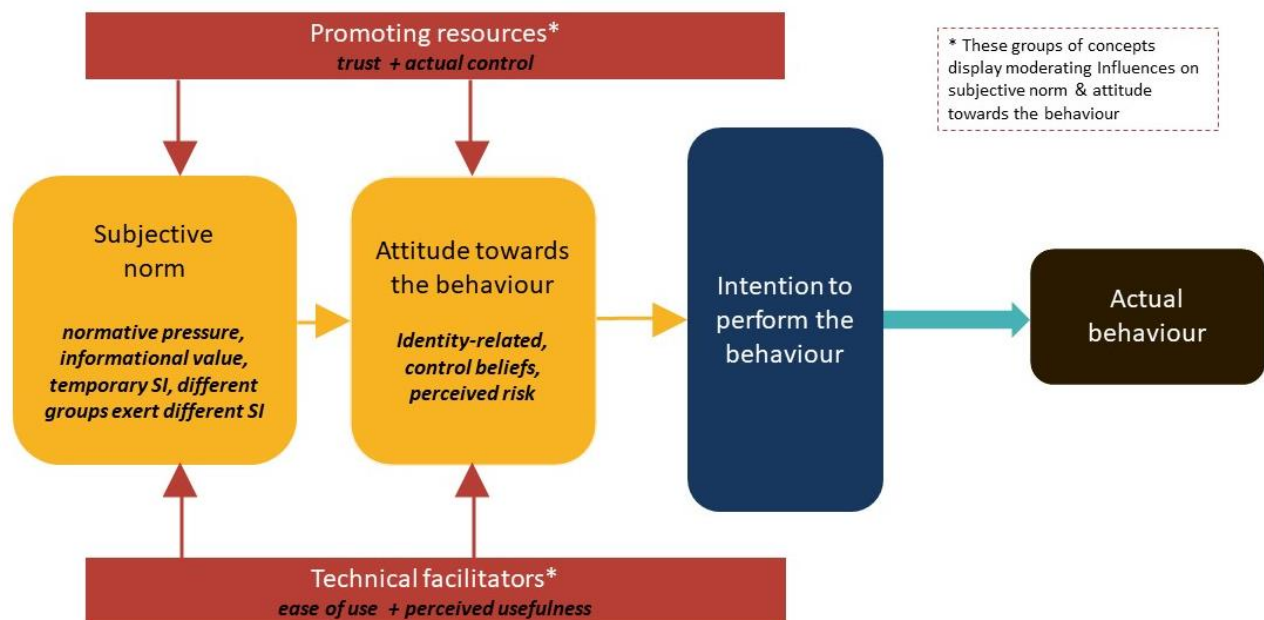 Promoting resources*
trust + actual control
* These groups of concepts
display moderating Influences on
subjective norm & attitude
towards the behaviour
Subjective
norm
normative pressure,
informational value,
temporary SI, different
groups exert different SI
Attitude towards
the behaviour
Identity-related,
control beliefs,
perceived risk
Intention to
perform the
behaviour
Actual
behaviour
Technical facilitators*
ease of use + perceived usefulness